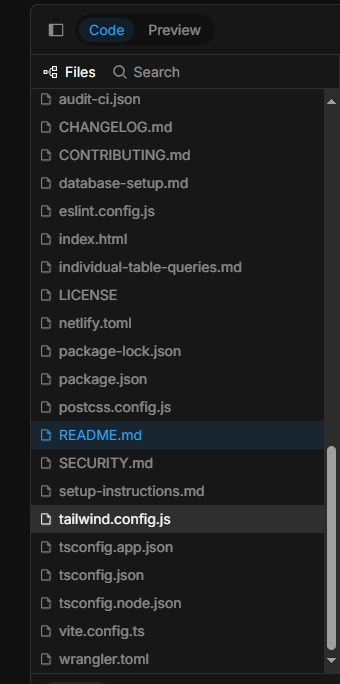 Code Preview
Files Search
audit-ci.json
CHANGELOG.md
CONTRIBUTING.md
database-setup.md
eslint.config.js
index.html
individual-table-queries.md
LICENSE
netlify.toml
package-lock.json
package.json
postcss.config.js
README.md
SECURITY.md
setup-instructions.md
tailwind.config.js
tsconfig.app.json
tsconfig.json
tsconfig.node.json
vite.config.ts
wrangler.toml